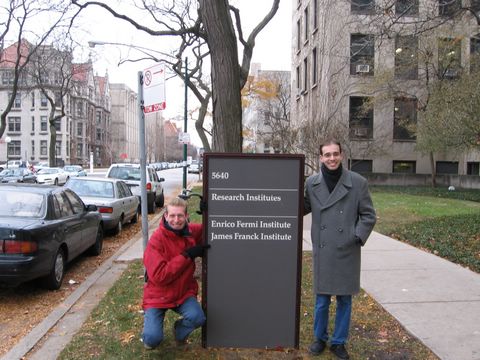 TOW ZONE
5640
Research Institutes
Enrico Fermi Institute
James Franck Institute